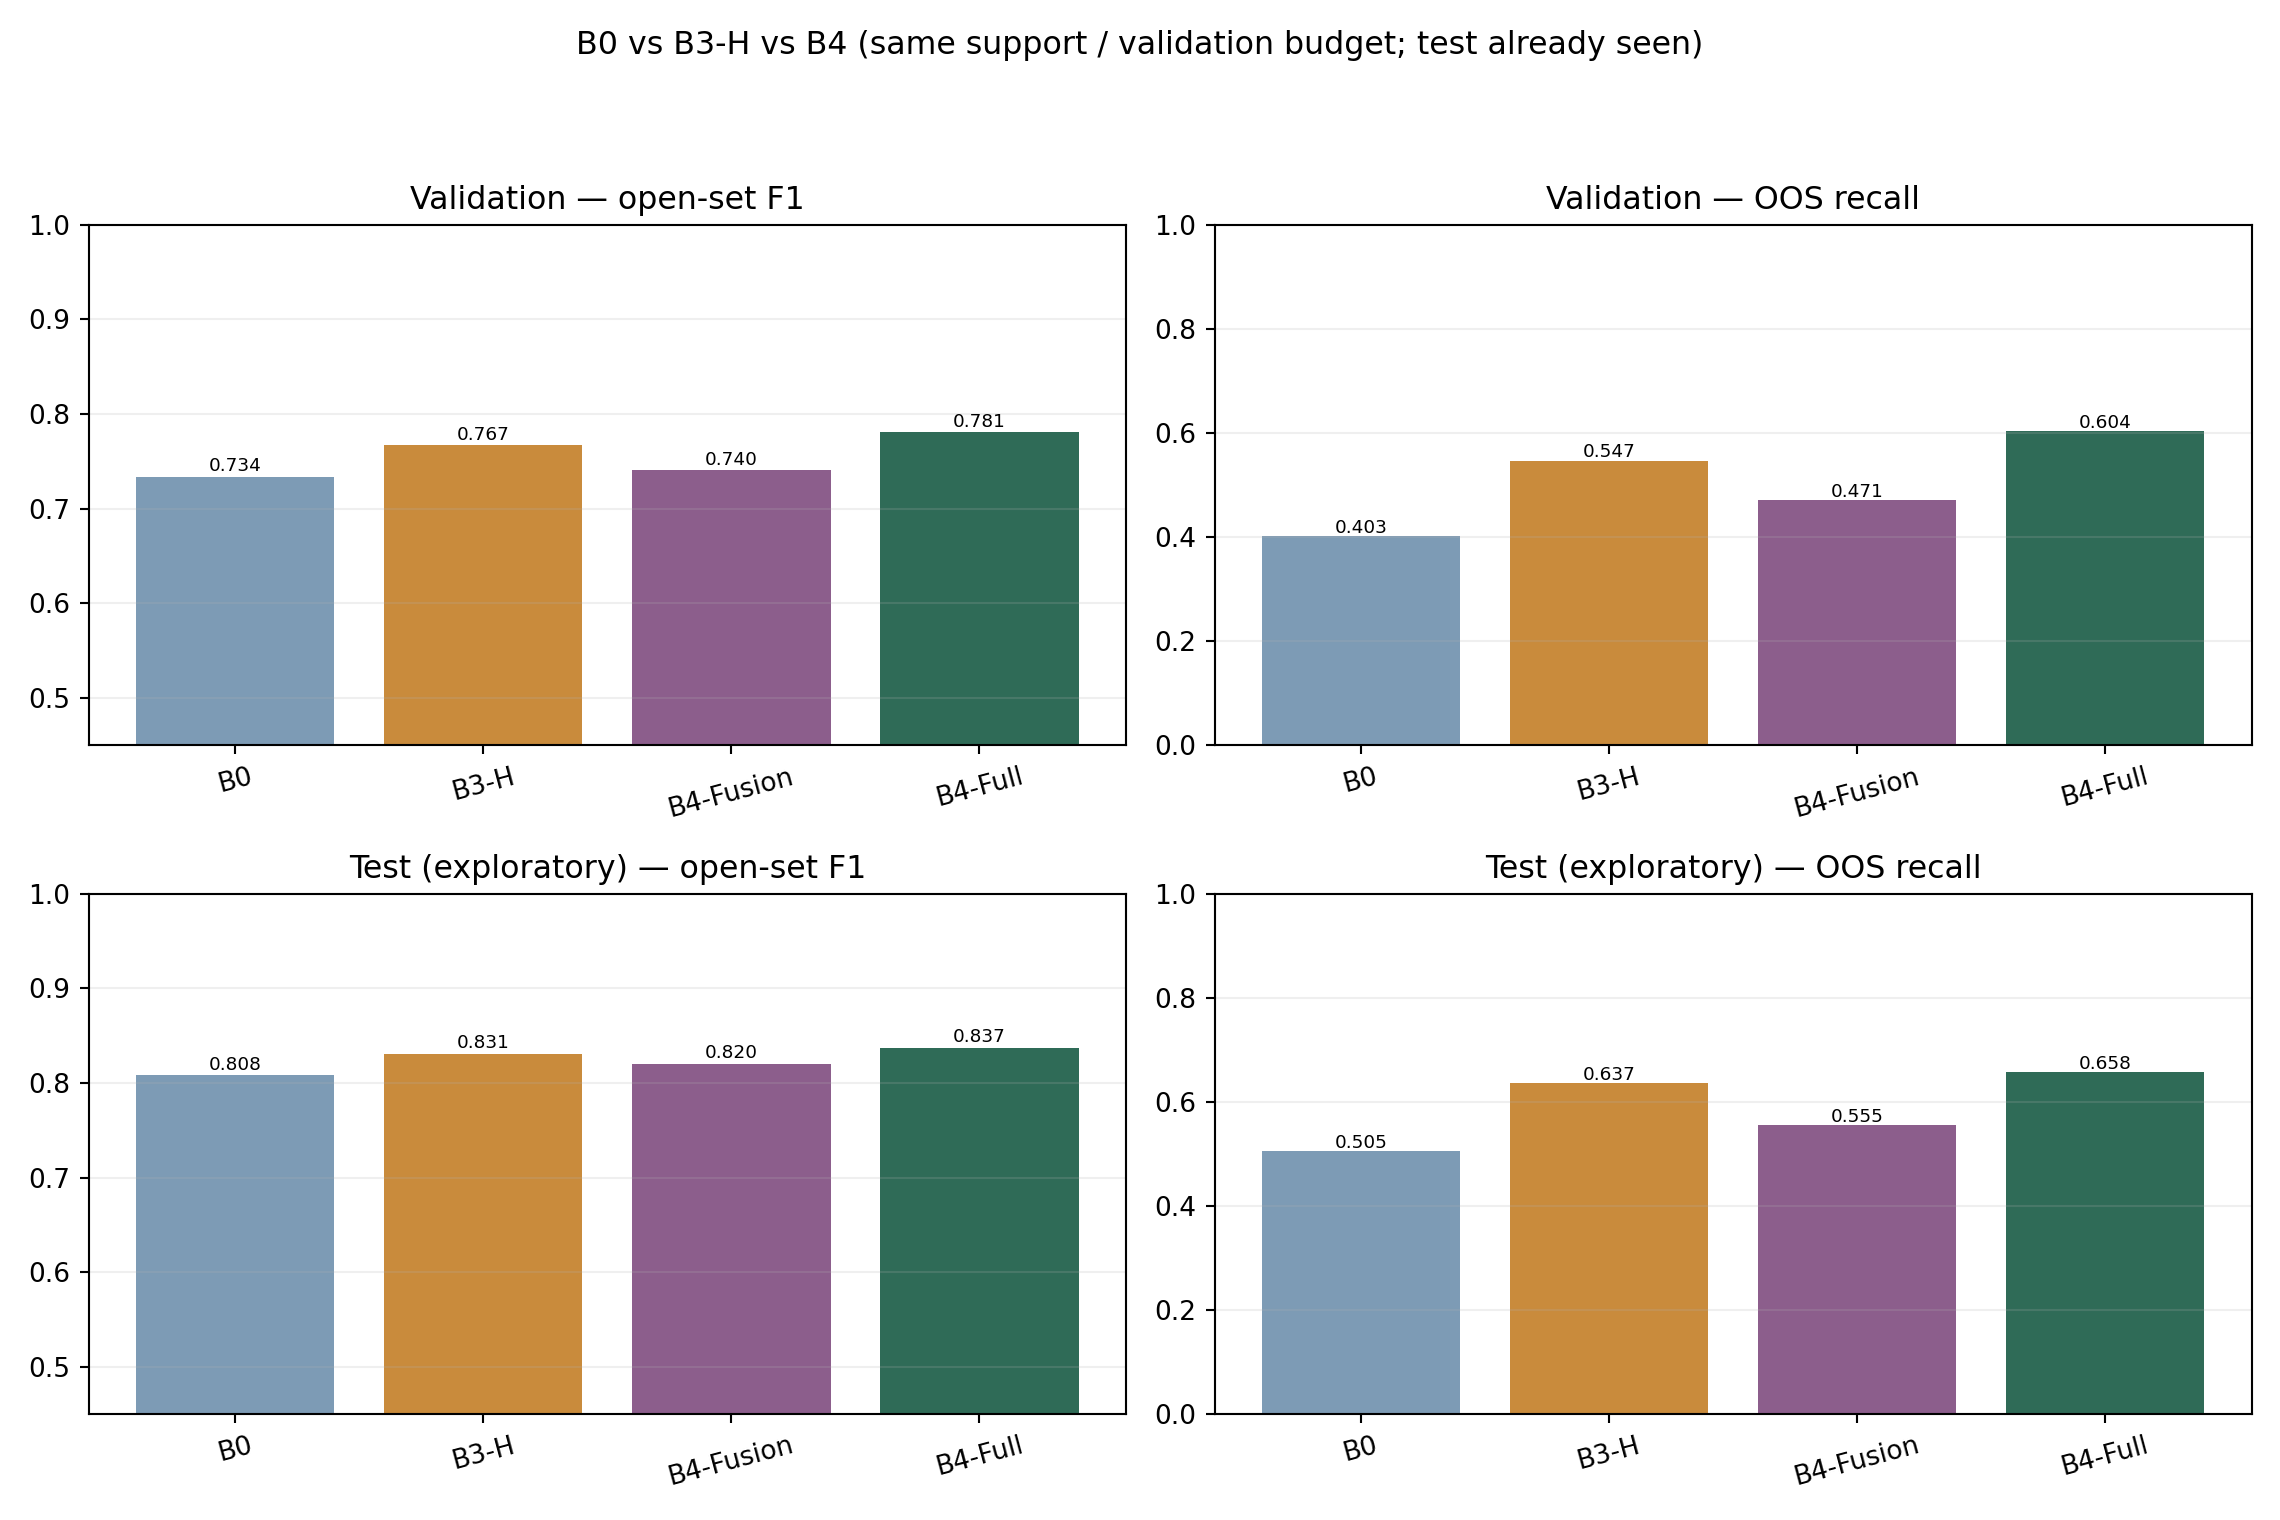 B0 vs B3-H vs B4 (same support / validation budget; test already seen)
Validation — open-set F1
1.0
0.9
0.8
0.7
0.6
0.5
0.734
0.767
0.740
0.781
B0
B3-H
B4-Fusion
B4-Full
Validation — OOS recall
1.0
0.8
0.6
0.4
0.2
0.0
0.403
0.547
0.471
0.604
B0
B3-H
B4-Fusion
B4-Full
Test (exploratory) — open-set F1
1.0
0.9
0.8
0.7
0.6
0.5
0.808
0.831
0.820
0.837
B0
B3-H
B4-Fusion
B4-Full
Test (exploratory) — OOS recall
1.0
0.8
0.6
0.4
0.2
0.0
0.505
0.637
0.555
0.658
B0
B3-H
B4-Fusion
B4-Full